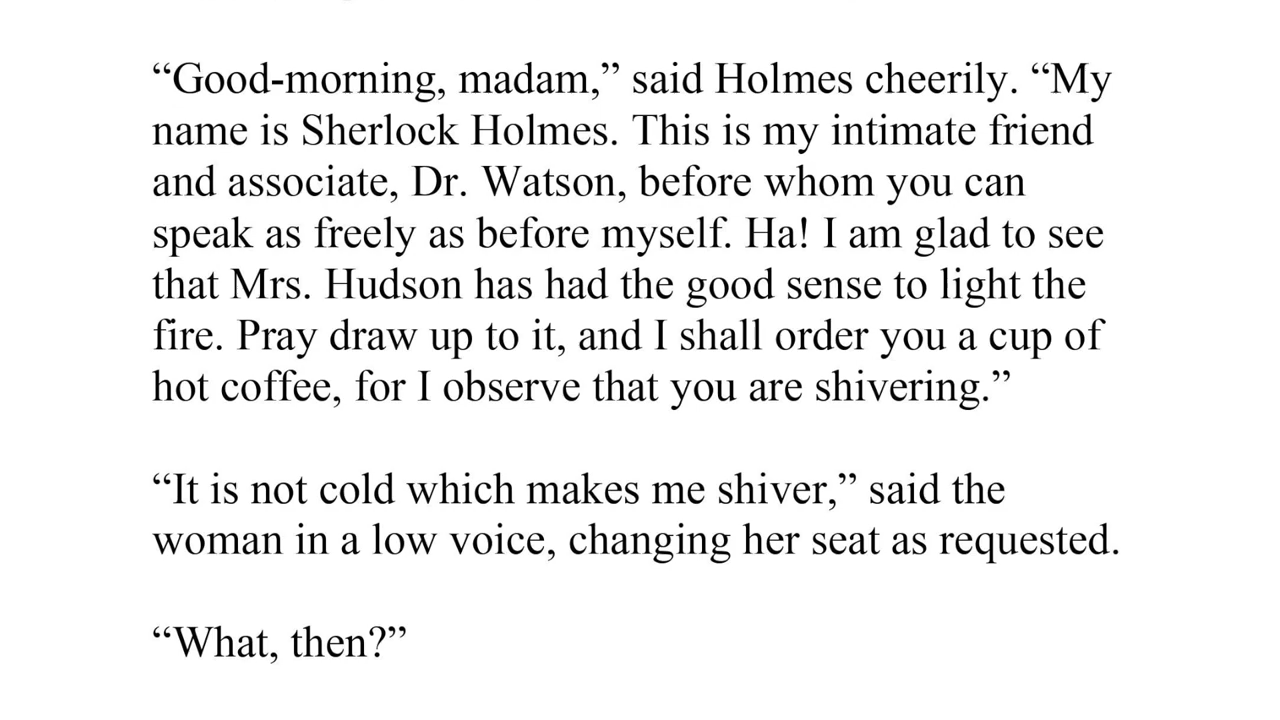 “Good-morning, madam,” said Holmes cheerily. “My
name is Sherlock Holmes. This is my intimate friend
and associate, Dr. Watson, before whom you can
speak as freely as before myself. Ha! I am glad to see
that Mrs. Hudson has had the good sense to light the
fire. Pray draw up to it, and I shall order you a cup of
hot coffee, for I observe that you are shivering.”
“It is not cold which makes me shiver,” said the
woman in a low voice, changing her seat as requested.
“What, then?”